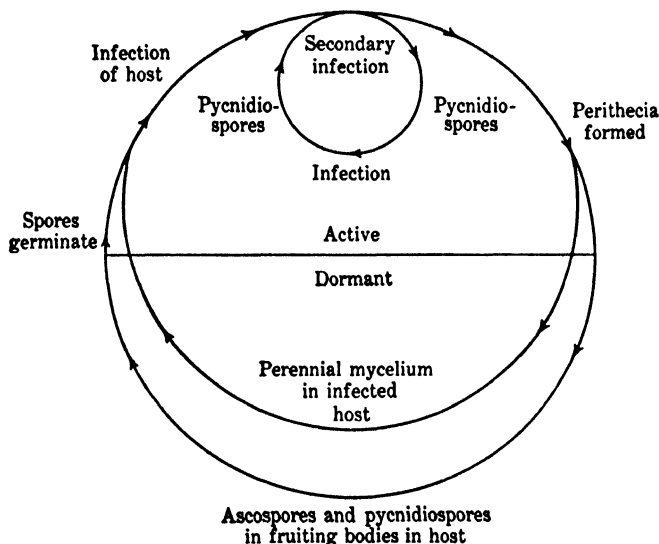 Secondary
infection
Infection
of host
Pycnidio-
spores
Pycnidio-
spores
Perithecia
formed
Infection
Spores
germinate
Active
Dormant
Perennial mycelium
in infected
host
Ascospores and pycnidiospores
in fruiting bodies in host